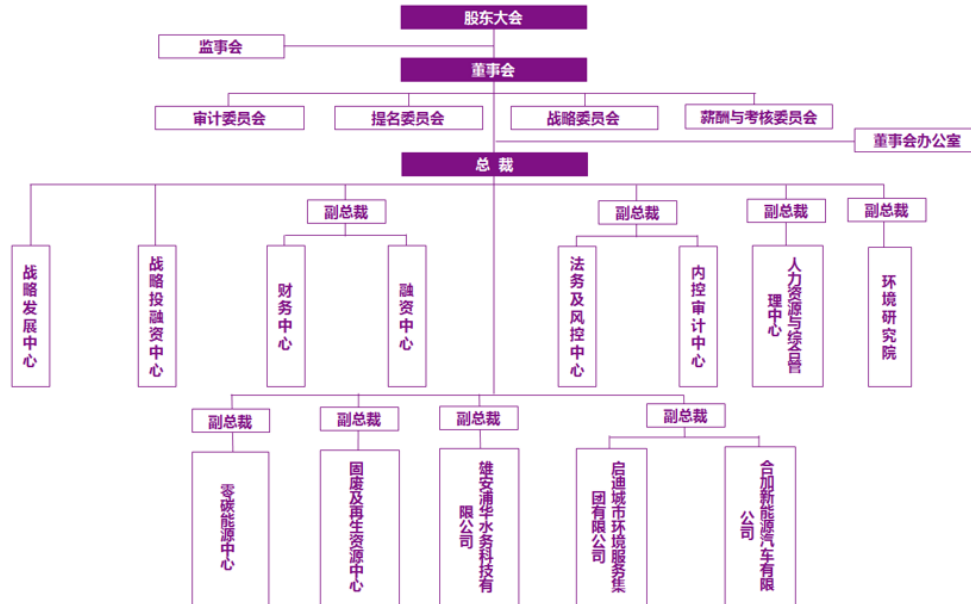 股东大会
监事会
董事会
审计委员会
提名委员会
战略委员会
薪酬与考核委员会
董事会办公室
总 裁
副总裁
副总裁
副总裁
副总裁
战略发展中心
战略投融资中心
财务中心
融资中心
法务及风控中心
内控审计中心
人力资源与综合管
理中心
环境研究院
副总裁
副总裁
副总裁
副总裁
零碳能源中心
固废及再生资源中心
雄安浦华水务科技有
限公司
启迪城市环境服务集
团有限公司
合加新能源汽车有限
公司